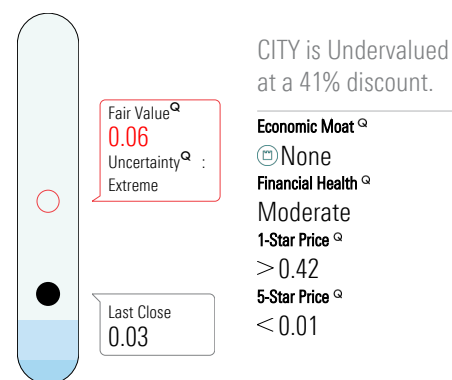 CITY is Undervalued
at a 41% discount.
Fair Value Q
0.06
Uncertainty Q :
Extreme
Economic Moat Q
None
Financial Health Q
Moderate
1-Star Price Q
>0.42
5-Star Price Q
<0.01
Last Close
0.03